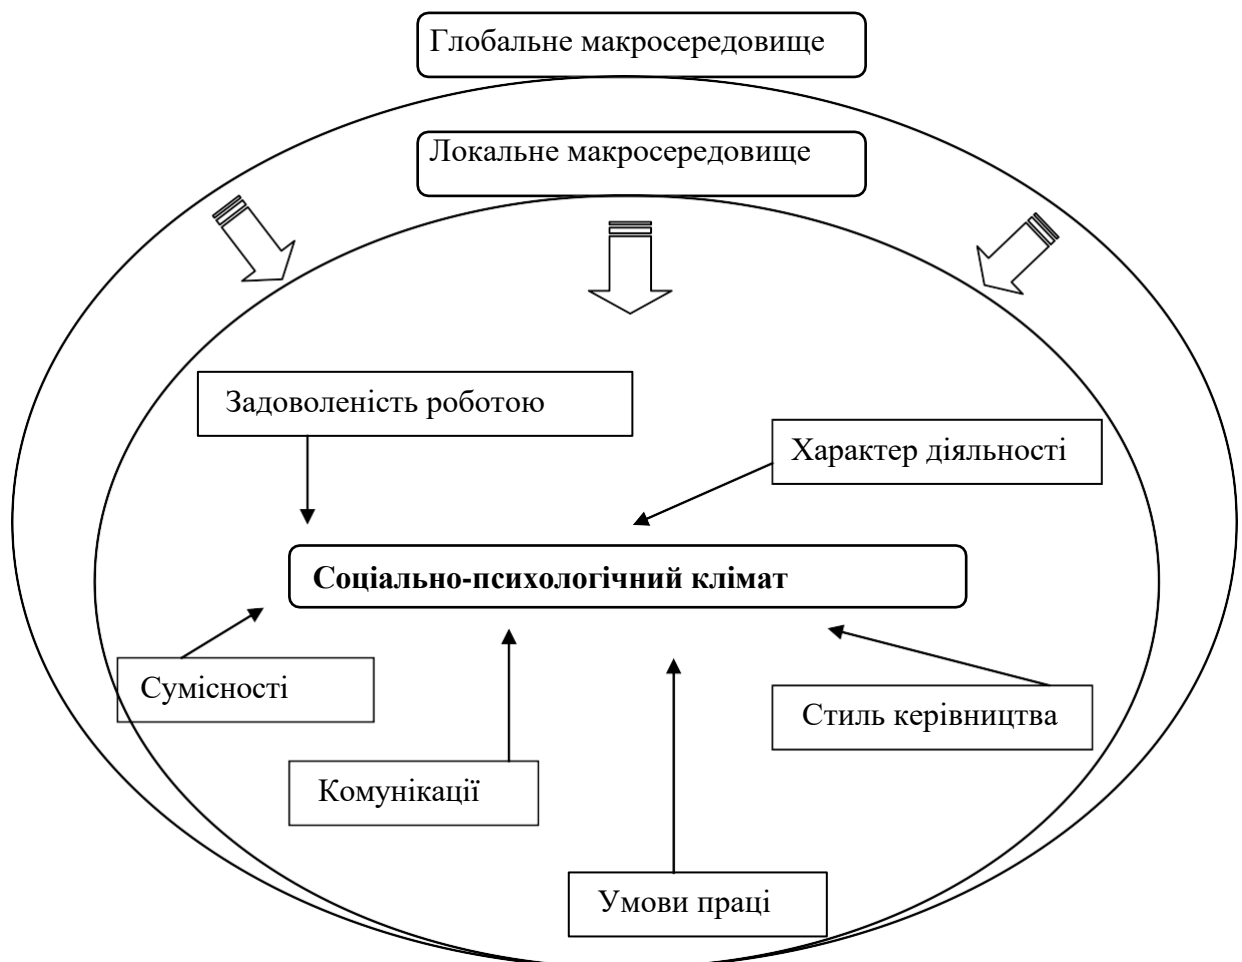 Глобальне макросередовище
Локальне макросередовище
Задоволеність роботою
Характер діяльності
Соціально-психологічний клімат
Сумісності
Стиль керівництва
Комунікації
Умови праці